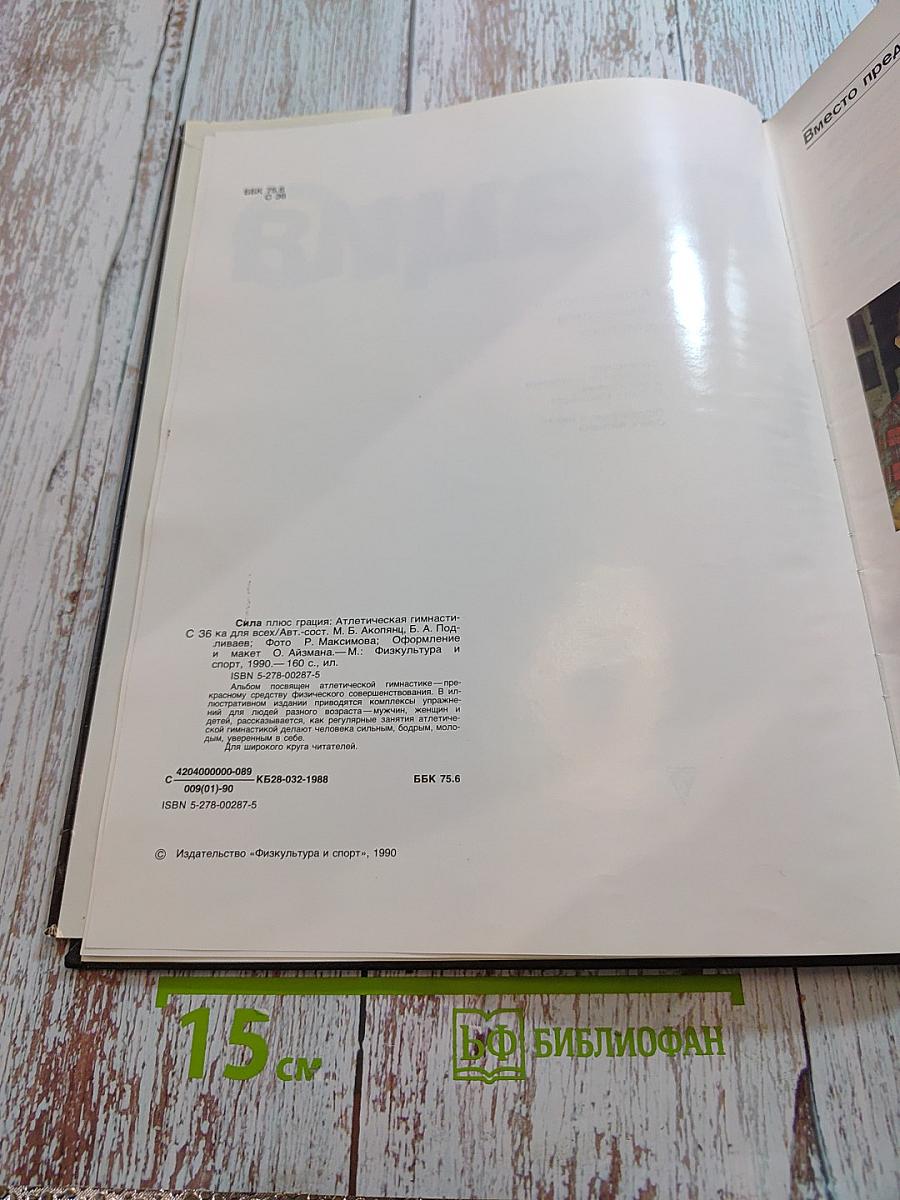 ББК 75.6
С 36
Вместо пред
Сила плюс грация: Атлетическая гимнасти-
С 36 ка для всех/Авт.-сост. М. Б. Акопянц, Б. А. Под-
ливаев; Фото Р. Максимова; Оформление
и макет О. Айзмана.— М.: Физкультура и
спорт, 1990.— 160 с., ил.
ISBN 5-278-00287-5
Альбом посвящен атлетической гимнастике — пре-
красному средству физического совершенствования. В ил-
люстративном издании приводятся комплексы упражне-
ний для людей разного возраста — мужчин, женщин и
детей, рассказывается, как регулярные занятия атлетиче-
ской гимнастикой делают человека сильным, бодрым, моло-
дым, уверенным в себе.
Для широкого круга читателей.
4204000000-089
С КБ28-032-1988 ББК 75.6
009(01)-90
ISBN 5-278-00287-5
© Издательство «Физкультура и спорт», 1990
15 см БФ БИБЛИОФАН